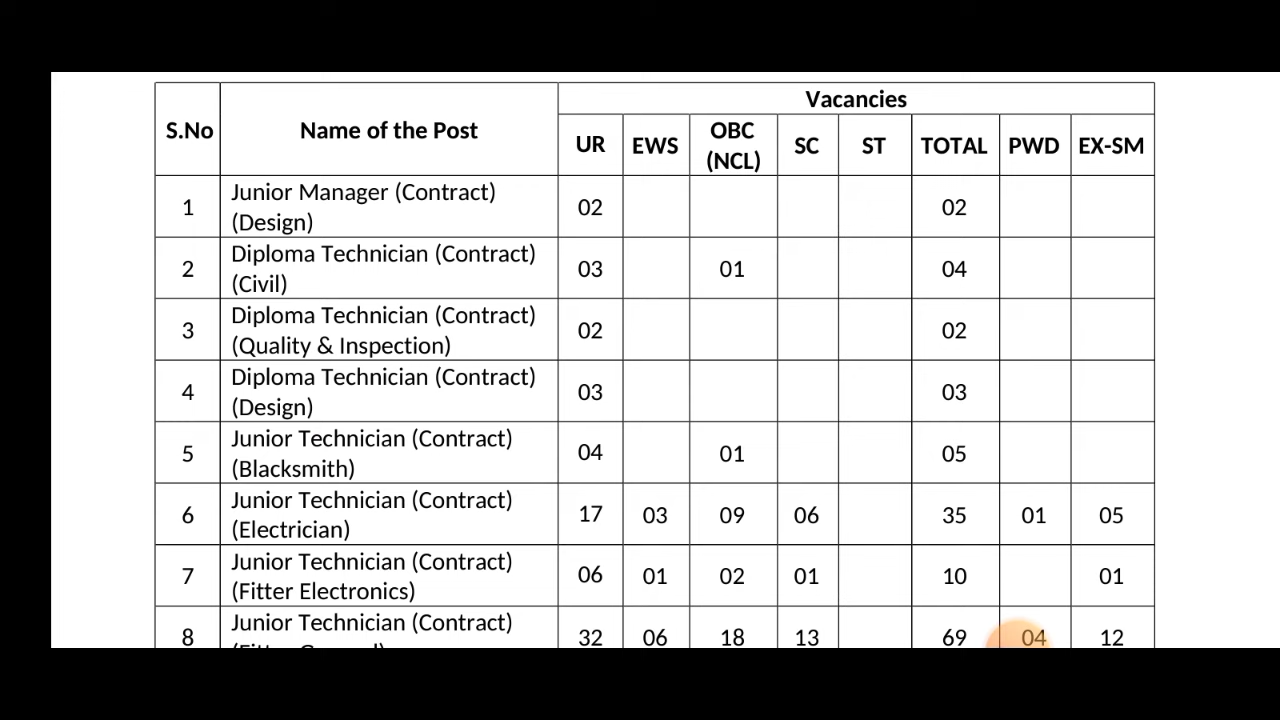 Vacancies
S.No Name of the Post UR EWS OBC (NCL) SC ST TOTAL PWD EX-SM
1 Junior Manager (Contract) (Design) 02 02
2 Diploma Technician (Contract) (Civil) 03 01 04
3 Diploma Technician (Contract) (Quality & Inspection) 02 02
4 Diploma Technician (Contract) (Design) 03 03
5 Junior Technician (Contract) (Blacksmith) 04 01 05
6 Junior Technician (Contract) (Electrician) 17 03 09 06 35 01 05
7 Junior Technician (Contract) (Fitter Electronics) 06 01 02 01 10 01
8 Junior Technician (Contract) 32 06 18 13 69 04 12